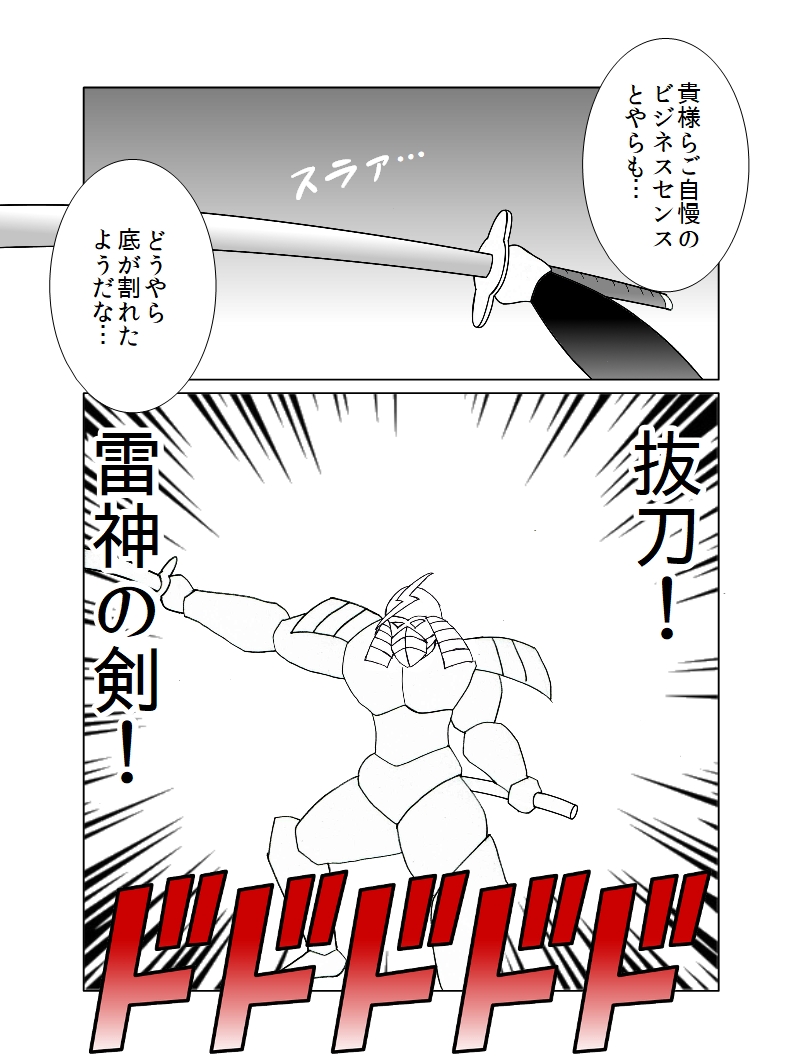 貴様らご自慢の
ビジネスセンス
とやらも…
スラァ…
どうやら
底が割れた
ようだな…
抜刀！
雷神の剣！
ドドドドド